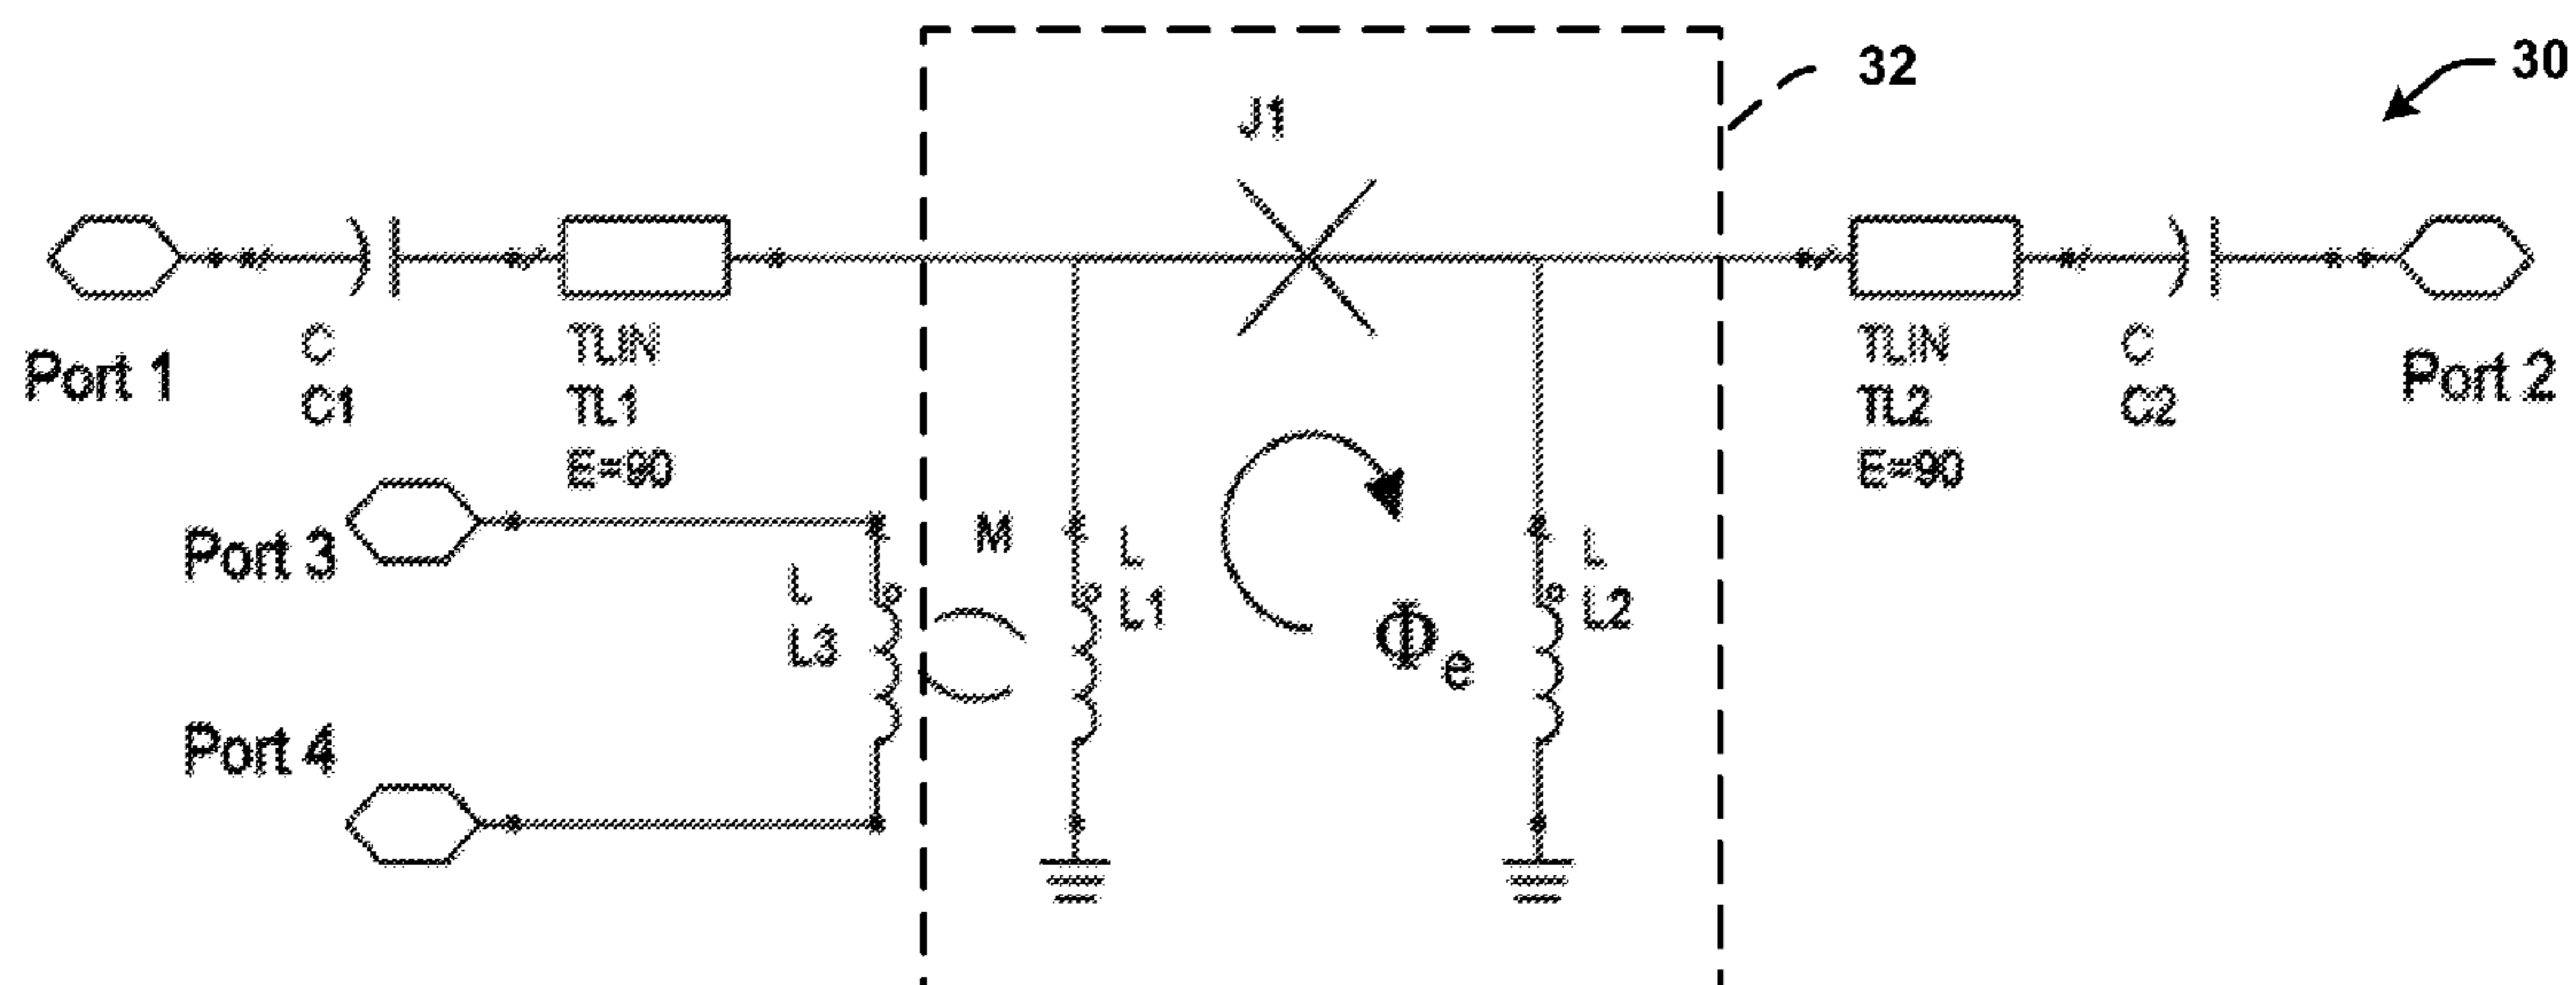 32
30
J1
Port 1
C
C1
TLIN
TL1
E=90
TLIN
TL2
E=90
C
C2
Port 2
Port 3
M
L
L1
L
L2
L
L3
Φe
Port 4